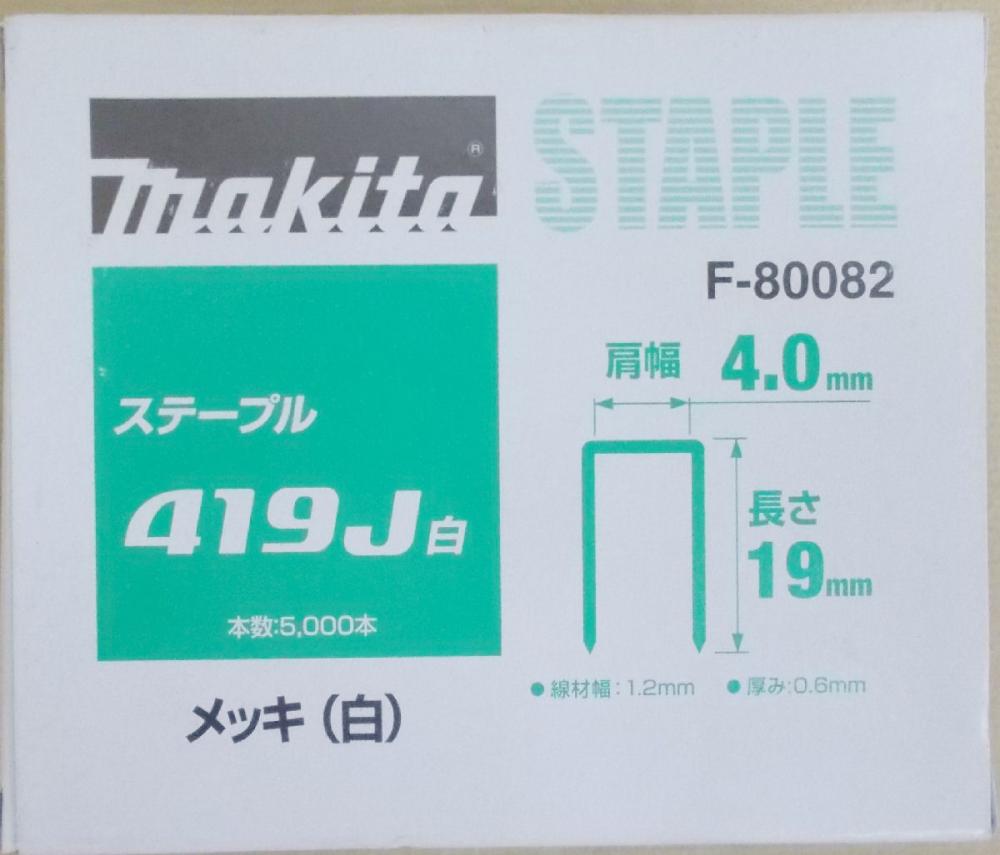 makita®
STAPLE
F-80082
ステープル
419J白
本数:5,000本
メッキ（白）
肩幅 4.0mm
長さ
19mm
●線材幅:1.2mm ●厚み:0.6mm